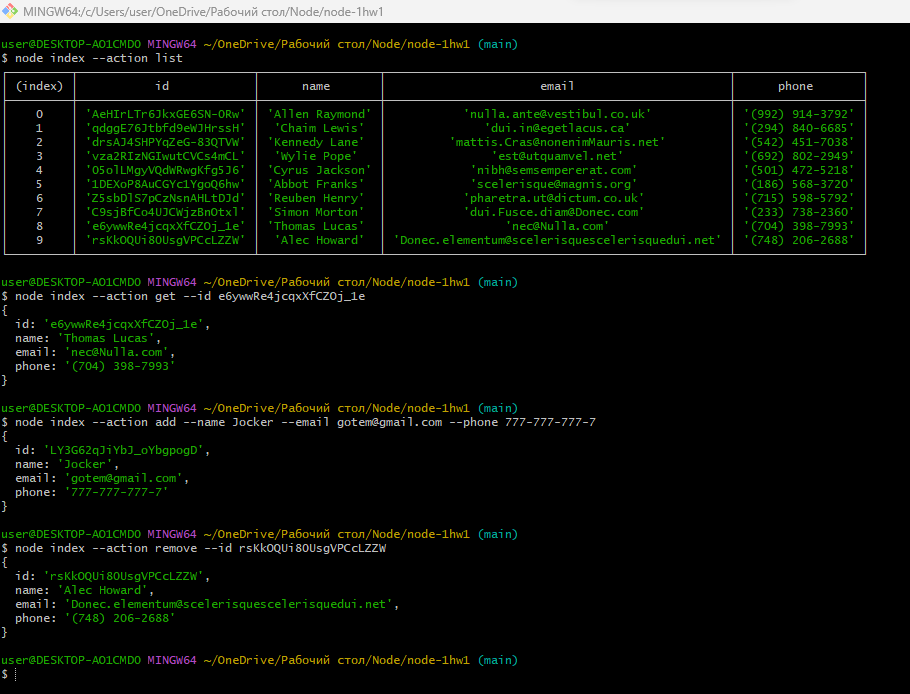 MINGW64:/c/Users/user/OneDrive/Рабочий стол/Node/node-1hw1
user@DESKTOP-AO1CMDO MINGW64 ~/OneDrive/Рабочий стол/Node/node-1hw1 (main)
$ node index --action list
(index) id name email phone
0 'AeHIrLTr6JkxGE6SN-0Rw' 'Allen Raymond' 'nulla.ante@vestibul.co.uk' '(992) 914-3792'
1 'qdggE76Jtbfd9eWJHrssH' 'Chaim Lewis' 'dui.in@egetlacus.ca' '(294) 840-6685'
2 'drsAJ4SHPYqZeG-83QTVW' 'Kennedy Lane' 'mattis.Cras@nonenimMauris.net' '(542) 451-7038'
3 'vza2RIzNGIwutCVCs4mCL' 'Wylie Pope' 'est@utquamvel.net' '(692) 802-2949'
4 '05olLMgyVQdWRwgKfg5J6' 'Cyrus Jackson' 'nibh@semsempererat.com' '(501) 472-5218'
5 '1DEXoP8AuCGYc1YgoQ6hw' 'Abbot Franks' 'scelerisque@magnis.org' '(186) 568-3720'
6 'Z5sbDlS7pCzNsnAHLtDJd' 'Reuben Henry' 'pharetra.ut@dictum.co.uk' '(715) 598-5792'
7 'C9sjBfCo4UJCWjzBnOtxl' 'Simon Morton' 'dui.Fusce.diam@Donec.com' '(233) 738-2360'
8 'e6ywwRe4jcqxXfCZOj_1e' 'Thomas Lucas' 'nec@Nulla.com' '(704) 398-7993'
9 'rsKkOQUi80UsgVPCcLZZW' 'Alec Howard' 'Donec.elementum@scelerisquescelerisquedui.net' '(748) 206-2688'
user@DESKTOP-AO1CMDO MINGW64 ~/OneDrive/Рабочий стол/Node/node-1hw1 (main)
$ node index --action get --id e6ywwRe4jcqxXfCZOj_1e
{
id: 'e6ywwRe4jcqxXfCZOj_1e',
name: 'Thomas Lucas',
email: 'nec@Nulla.com',
phone: '(704) 398-7993'
}
user@DESKTOP-AO1CMDO MINGW64 ~/OneDrive/Рабочий стол/Node/node-1hw1 (main)
$ node index --action add --name Jocker --email gotem@gmail.com --phone 777-777-777-7
{
id: 'LY3G62qJiYbJ_oYbgpogD',
name: 'Jocker',
email: 'gotem@gmail.com',
phone: '777-777-777-7'
}
user@DESKTOP-AO1CMDO MINGW64 ~/OneDrive/Рабочий стол/Node/node-1hw1 (main)
$ node index --action remove --id rsKkOQUi80UsgVPCcLZZW
{
id: 'rsKkOQUi80UsgVPCcLZZW',
name: 'Alec Howard',
email: 'Donec.elementum@scelerisquescelerisquedui.net',
phone: '(748) 206-2688'
}
user@DESKTOP-AO1CMDO MINGW64 ~/OneDrive/Рабочий стол/Node/node-1hw1 (main)
$